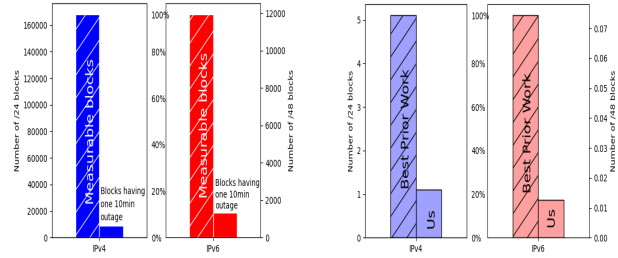 Number of /24 blocks
160000
140000
120000
100000
80000
60000
40000
20000
0
Measurable blocks
Blocks having
one 10min
outage
IPv4
100%
80%
60%
40%
20%
0%
Measurable blocks
Blocks having
one 10min
outage
IPv6
12000
10000
8000
6000
4000
2000
0
Number of /48 blocks
Number of /24 blocks
5
4
3
2
1
0
Best Prior Work
Us
IPv4
100%
80%
60%
40%
20%
0%
Best Prior Work
Us
IPv6
0.07
0.06
0.05
0.04
0.03
0.02
0.01
0.00
Number of /48 blocks